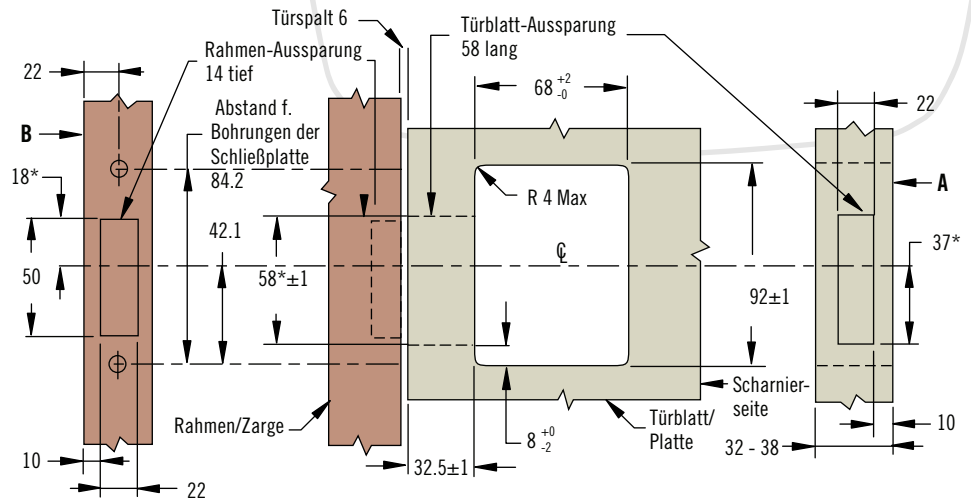 Türspalt 6
Rahmen-Aussparung
14 tief
Türblatt-Aussparung
58 lang
22
68 +2 -0
22
Abstand f.
Bohrungen der
Schließplatte
84.2
B
A
18*
R 4 Max
42.1
50
58*±1
℄
37*
92±1
Rahmen/Zarge
Scharnier-
seite
Türblatt/
Platte
8 +0 -2
10
32 - 38
10
32.5±1
22